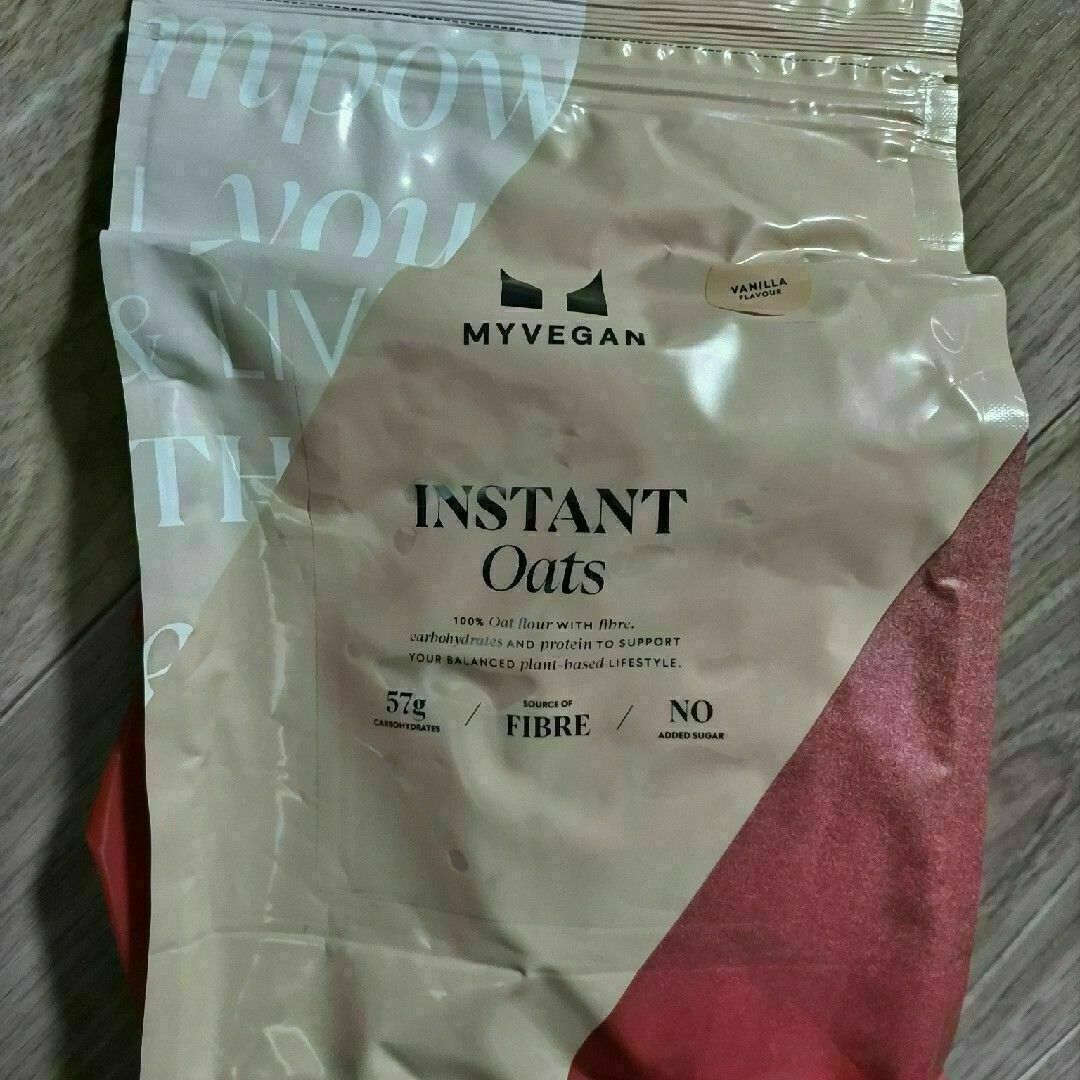 mpow
you
& LIV
TH
f
MYVEGAN
VANILLA
FLAVOUR
INSTANT
Oats
100% Oat flour WITH fibre,
carbohydrates AND protein TO SUPPORT
YOUR BALANCED plant-based LIFESTYLE.
57g
CARBOHYDRATES
/
SOURCE OF
FIBRE
/
NO
ADDED SUGAR